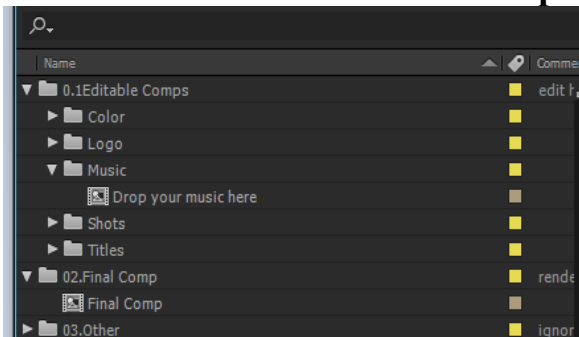 Name Comme
0.1Editable Comps edit h
Color
Logo
Music
Drop your music here
Shots
Titles
02.Final Comp rende
Final Comp
03.Other ignor